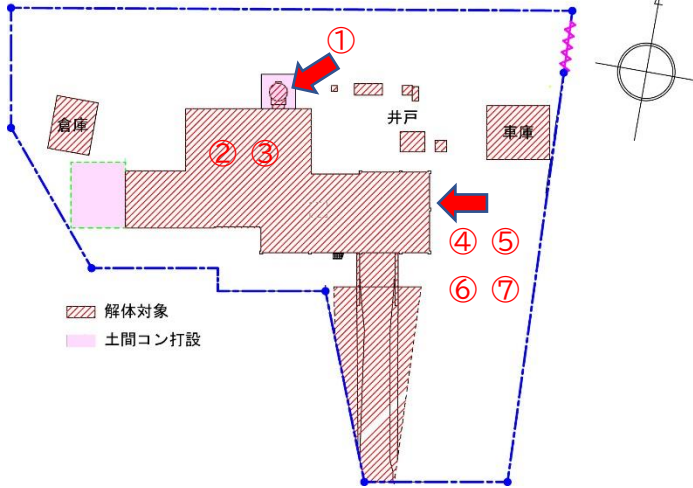 ①
倉庫
井戸
車庫
② ③
④ ⑤
⑥ ⑦
解体対象
土間コン打設